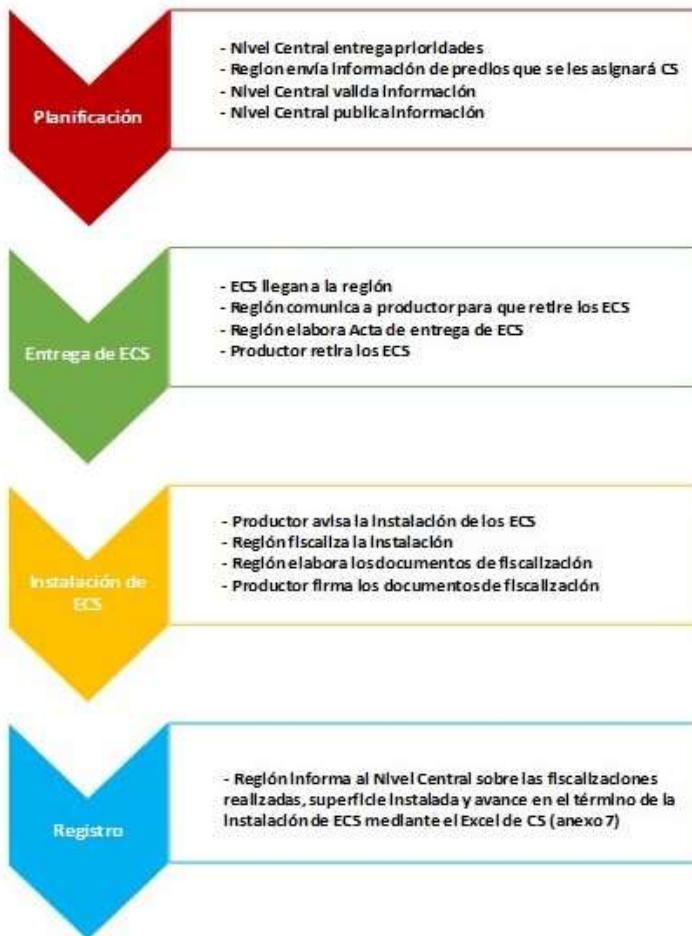 Planificación
- Nivel Central entrega prioridades
- Region envía información de predios que se les asignará CS
- Nivel Central valida información
- Nivel Central publica información
Entrega de ECS
- ECS llegan a la región
- Región comunica a productor para que retire los ECS
- Región elabora Acta de entrega de ECS
- Productor retira los ECS
Instalación de
ECS
- Productor avisa la instalación de los ECS
- Región fiscaliza la instalación
- Región elabora los documentos de fiscalización
- Productor firma los documentos de fiscalización
Registro
- Región informa al Nivel Central sobre las fiscalizaciones
realizadas, superficie instalada y avance en el término de la
instalación de ECS mediante el Excel de CS (anexo 7)